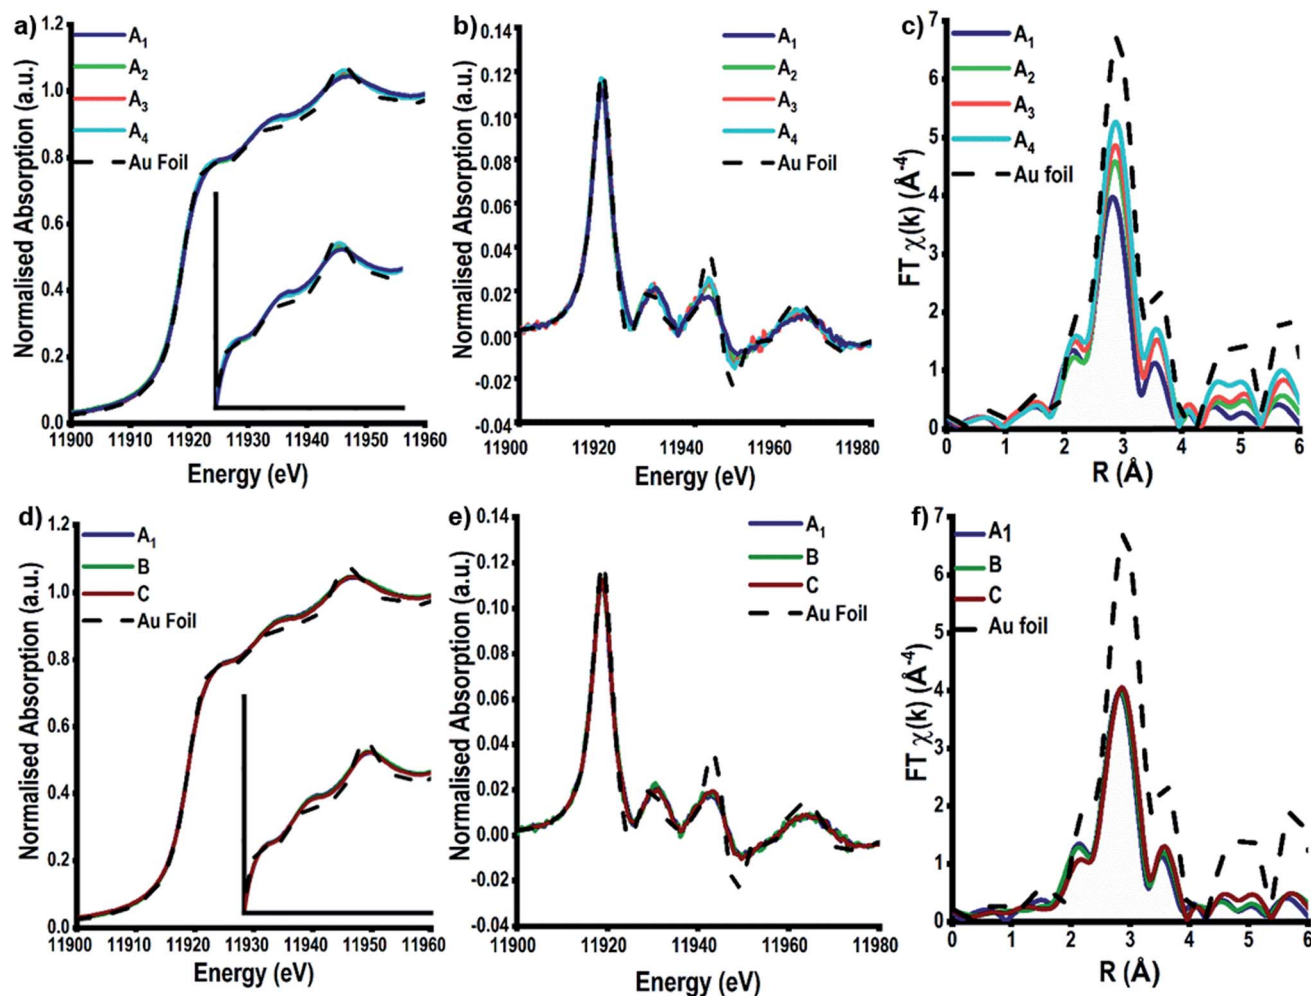 a)
1.2
1.0
0.8
0.6
0.4
0.2
0.0
Normalised Absorption (a.u.)
A1
A2
A3
A4
Au Foil
11900 11920 11930 11940 11950 11960
Energy (eV)
b)
0.14
0.12
0.10
0.08
0.06
0.04
0.02
0.00
-0.02
-0.04
Normalised Absorption (a.u.)
A1
A2
A3
A4
Au Foil
11900 11920 11940 11960 11980
Energy (eV)
c)
7
6
5
4
3
2
1
0
FT χ(k) (Å-4)
A1
A2
A3
A4
Au foil
0 1 2 3 4 5 6
R (Å)
d)
1.2
1.0
0.8
0.6
0.4
0.2
0.0
Normalised Absorption (a.u.)
A1
B
C
Au Foil
11900 11920 11930 11940 11950 11960
Energy (eV)
e)
0.14
0.12
0.10
0.08
0.06
0.04
0.02
0.00
-0.02
-0.04
Normalised Absorption (a.u.)
A1
B
C
Au Foil
11900 11920 11940 11960 11980
Energy (eV)
f)
7
6
5
4
3
2
1
0
FT χ(k) (Å-4)
A1
B
C
Au foil
0 1 2 3 4 5 6
R (Å)